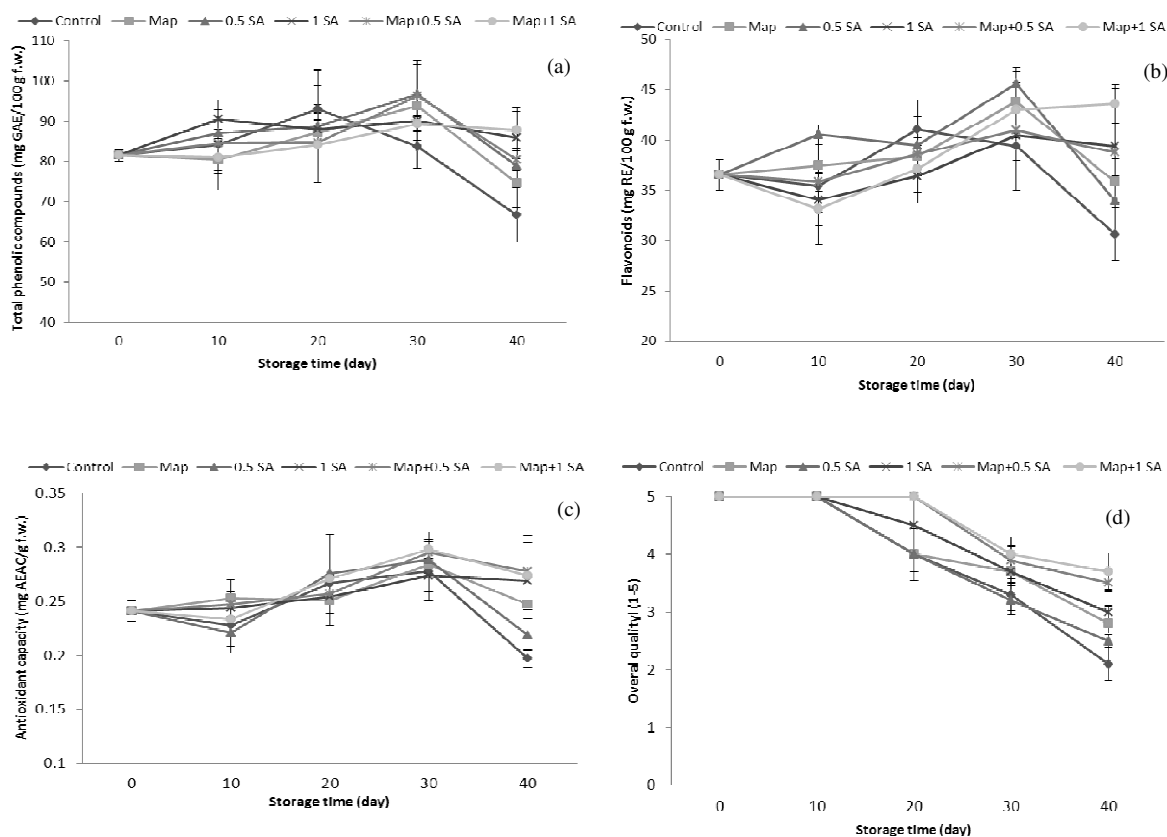 Control Map 0.5 SA 1 SA Map+0.5 SA Map+1 SA
(a)
Total phenolic compounds (mg GAE/100 g f.w.)
110
100
90
80
70
60
50
40
0 10 20 30 40
Storage time (day)
Control Map 0.5 SA 1 SA Map+0.5 SA Map+1 SA
(b)
Flavonoids (mg RE/100g f.w.)
50
45
40
35
30
25
20
0 10 20 30 40
Storage time (day)
Control Map 0.5 SA 1 SA Map+0.5 SA Map+1 SA
(c)
Antioxidant capacity (mg AEAC/g f.w.)
0.35
0.3
0.25
0.2
0.15
0.1
0 10 20 30 40
Storage time (day)
Control Map 0.5 SA 1 SA Map+0.5 SA Map+1 SA
(d)
Overal qualityl (1-5)
5
4
3
2
1
0
0 10 20 30 40
Storage time (day)